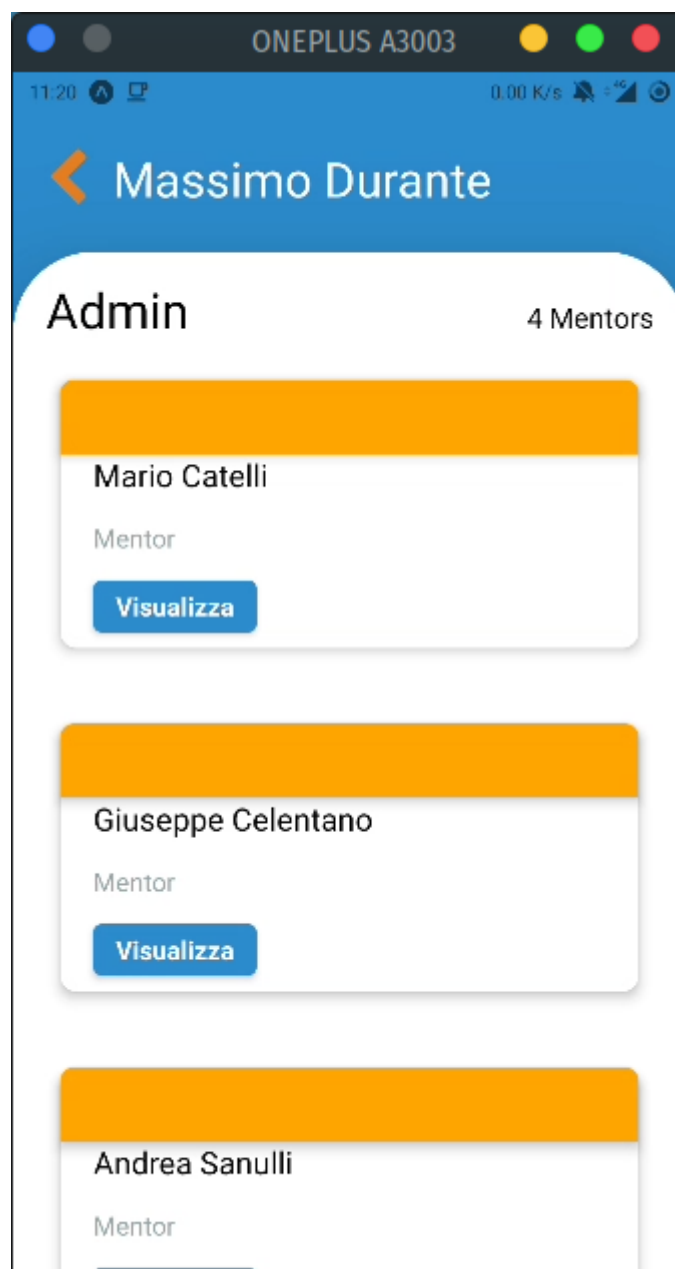 ONEPLUS A3003
11:20 0.00 K/s 4G
Massimo Durante
Admin
4 Mentors
Mario Catelli
Mentor
Visualizza
Giuseppe Celentano
Mentor
Visualizza
Andrea Sanulli
Mentor